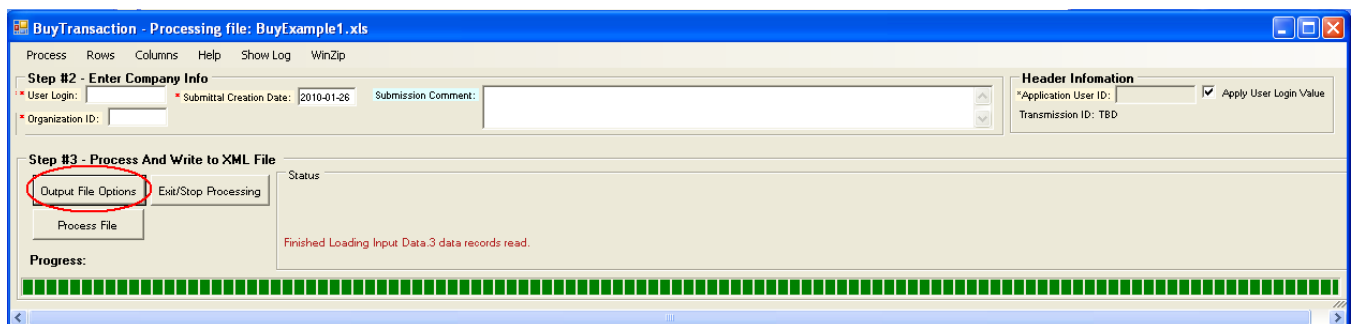 BuyTransaction - Processing file: BuyExample1.xls
Process Rows Columns Help Show Log WinZip
Step #2 - Enter Company Info
* User Login: * Submittal Creation Date: 2010-01-26 Submission Comment:
* Organization ID:
Header Infomation
*Application User ID: Apply User Login Value
Transmission ID: TBD
Step #3 - Process And Write to XML File
Output File Options Exit/Stop Processing
Process File
Status
Finished Loading Input Data.3 data records read.
Progress: